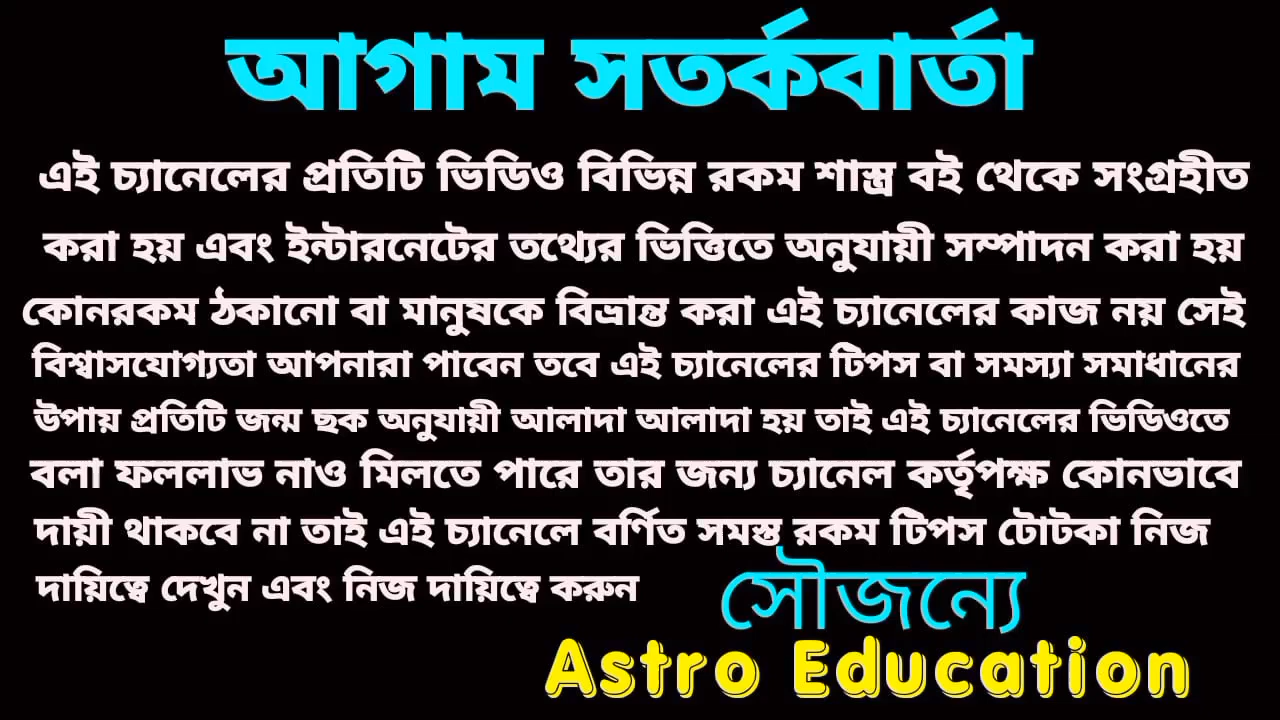 আগাম সতর্কবার্তা
এই চ্যানেলের প্রতিটি ভিডিও বিভিন্ন রকম শাস্ত্র বই থেকে সংগ্রহীত
করা হয় এবং ইন্টারনেটের তথ্যের ভিত্তিতে অনুযায়ী সম্পাদন করা হয়
কোনরকম ঠকানো বা মানুষকে বিভ্রান্ত করা এই চ্যানেলের কাজ নয় সেই
বিশ্বাসযোগ্যতা আপনারা পাবেন তবে এই চ্যানেলের টিপস বা সমস্যা সমাধানের
উপায় প্রতিটি জন্ম ছক অনুযায়ী আলাদা আলাদা হয় তাই এই চ্যানেলের ভিডিওতে
বলা ফললাভ নাও মিলতে পারে তার জন্য চ্যানেল কর্তৃপক্ষ কোনভাবে
দায়ী থাকবে না তাই এই চ্যানেলে বর্ণিত সমস্ত রকম টিপস টোটকা নিজ
দায়িত্বে দেখুন এবং নিজ দায়িত্বে করুন
সৌজন্যে
Astro Education